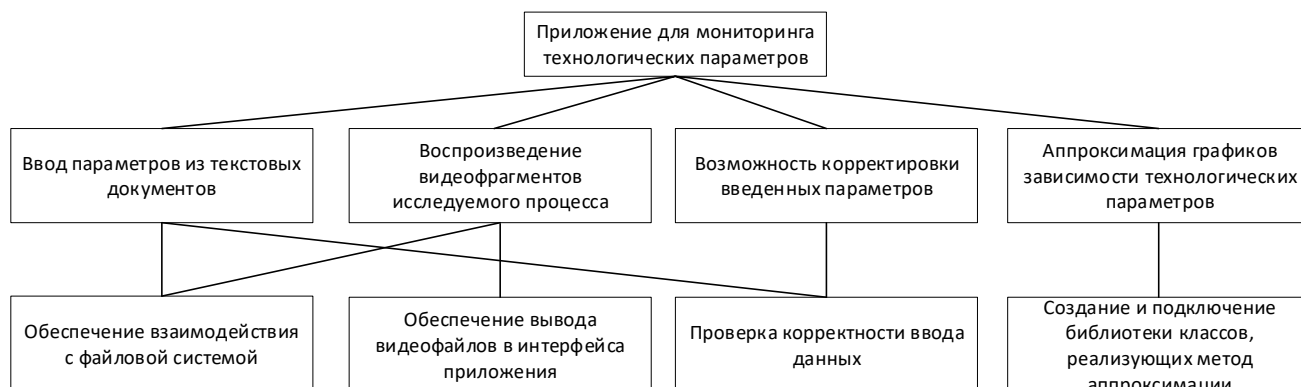 Приложение для мониторинга
технологических параметров
Ввод параметров из текстовых
документов
Воспроизведение
видеофрагментов
исследуемого процесса
Возможность корректировки
введенных параметров
Аппроксимация графиков
зависимости технологических
параметров
Обеспечение взаимодействия
с файловой системой
Обеспечение вывода
видеофайлов в интерфейса
приложения
Проверка корректности ввода
данных
Создание и подключение
библиотеки классов,
реализующих метод
аппроксимации